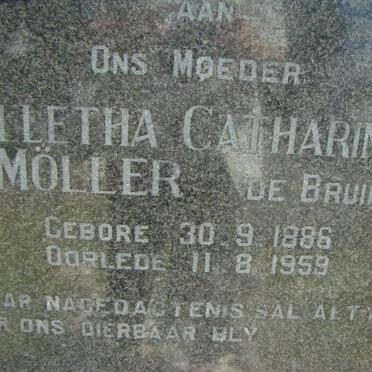 AAN
ONS MOEDER
LLETHA CATHARIN
MÖLLER DE BRUI
GEBORE 30 9 1886
OORLEDE 11 8 1959
AR NAGEDAGTENIS SAL ALT
R ONS DIERBAAR BLY